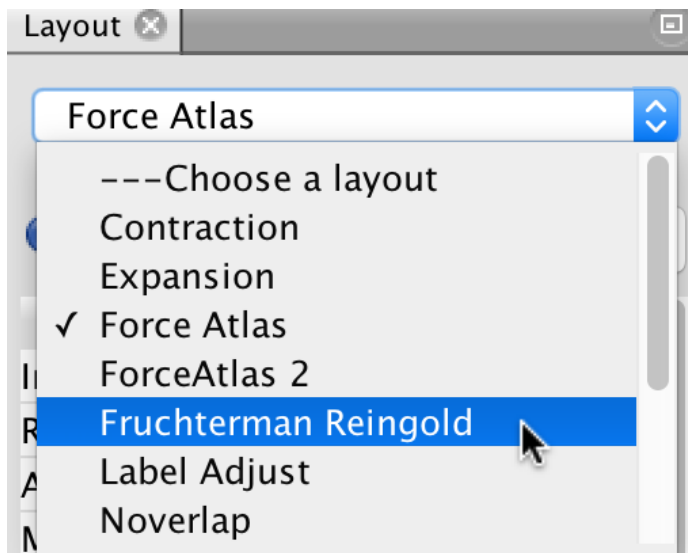 Layout
Force Atlas
---Choose a layout
Contraction
Expansion
✓ Force Atlas
ForceAtlas 2
Fruchterman Reingold
Label Adjust
Noverlap